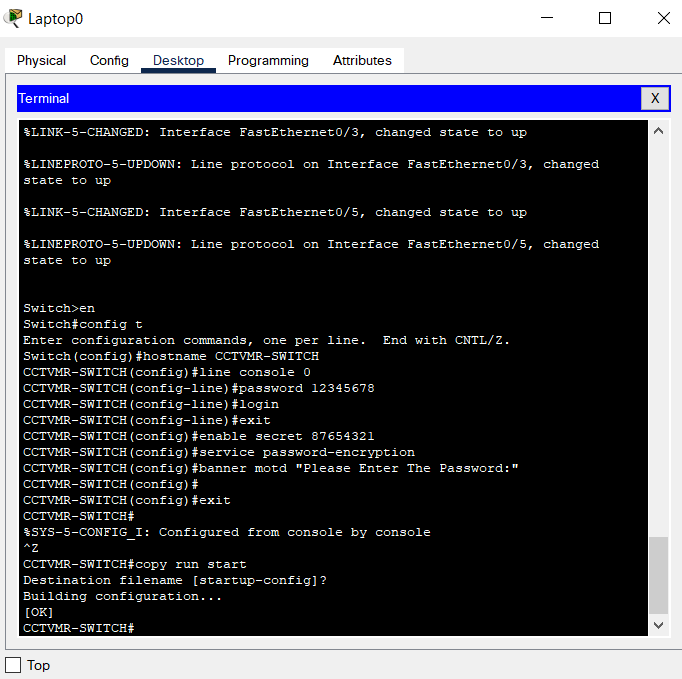 Laptop0
Physical Config Desktop Programming Attributes
Terminal X
%LINK-5-CHANGED: Interface FastEthernet0/3, changed state to up
%LINEPROTO-5-UPDOWN: Line protocol on Interface FastEthernet0/3, changed
state to up
%LINK-5-CHANGED: Interface FastEthernet0/5, changed state to up
%LINEPROTO-5-UPDOWN: Line protocol on Interface FastEthernet0/5, changed
state to up
Switch>en
Switch#config t
Enter configuration commands, one per line.  End with CNTL/Z.
Switch(config)#hostname CCTVMR-SWITCH
CCTVMR-SWITCH(config)#line console 0
CCTVMR-SWITCH(config-line)#password 12345678
CCTVMR-SWITCH(config-line)#login
CCTVMR-SWITCH(config-line)#exit
CCTVMR-SWITCH(config)#enable secret 87654321
CCTVMR-SWITCH(config)#service password-encryption
CCTVMR-SWITCH(config)#banner motd "Please Enter The Password:"
CCTVMR-SWITCH(config)#
CCTVMR-SWITCH(config)#exit
CCTVMR-SWITCH#
%SYS-5-CONFIG_I: Configured from console by console
^Z
CCTVMR-SWITCH#copy run start
Destination filename [startup-config]?
Building configuration...
[OK]
CCTVMR-SWITCH#
Top